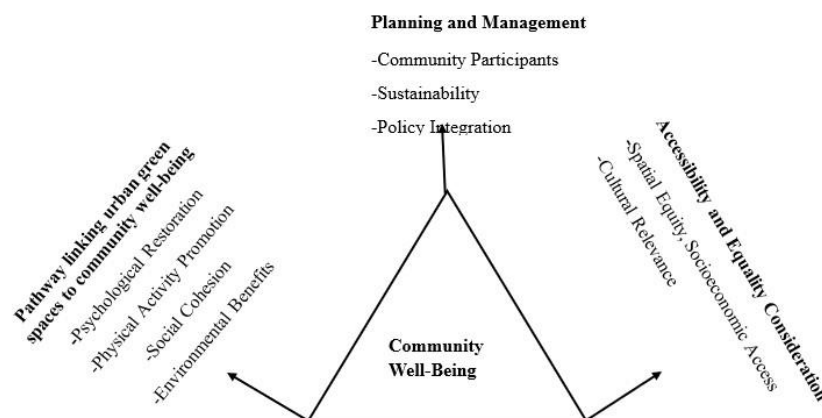 Planning and Management
-Community Participants
-Sustainability
-Policy Integration
Pathway linking urban green
spaces to community well-being
-Psychological Restoration
-Physical Activity Promotion
-Social Cohesion
-Environmental Benefits
Accessibility and Equality Consideration
-Spatial Equity, Socioeconomic Access
-Cultural Relevance
Community
Well-Being